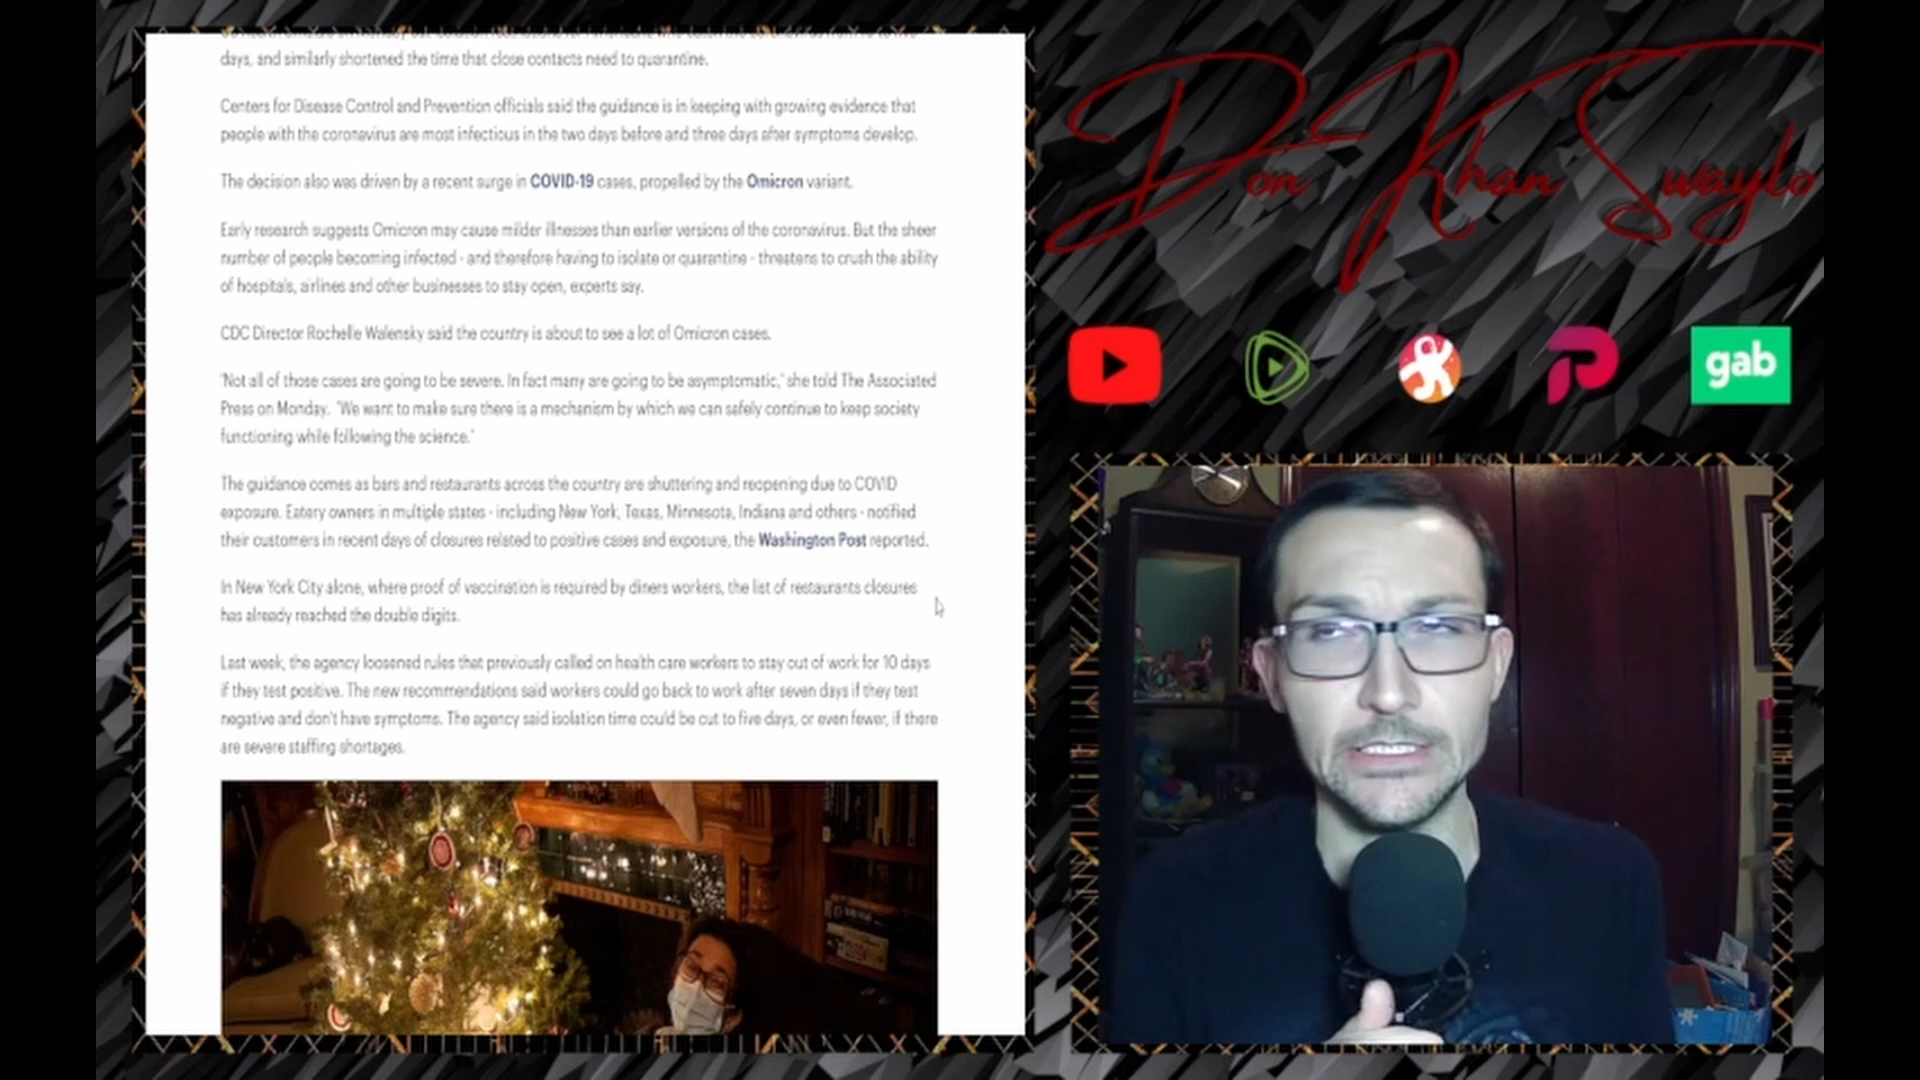 days, and similarly shortened the time that close contacts need to quarantine.
Centers for Disease Control and Prevention officials said the guidance is in keeping with growing evidence that
people with the coronavirus are most infectious in the two days before and three days after symptoms develop.
The decision also was driven by a recent surge in COVID-19 cases, propelled by the Omicron variant.
Early research suggests Omicron may cause milder illnesses than earlier versions of the coronavirus. But the sheer
number of people becoming infected - and therefore having to isolate or quarantine - threatens to crush the ability
of hospitals, airlines and other businesses to stay open, experts say.
CDC Director Rochelle Walensky said the country is about to see a lot of Omicron cases.
'Not all of those cases are going to be severe. In fact many are going to be asymptomatic,' she told The Associated
Press on Monday. 'We want to make sure there is a mechanism by which we can safely continue to keep society
functioning while following the science.'
The guidance comes as bars and restaurants across the country are shuttering and reopening due to COVID
exposure. Eatery owners in multiple states - including New York, Texas, Minnesota, Indiana and others - notified
their customers in recent days of closures related to positive cases and exposure, the Washington Post reported.
In New York City alone, where proof of vaccination is required by diners workers, the list of restaurants closures
has already reached the double digits.
Last week, the agency loosened rules that previously called on health care workers to stay out of work for 10 days
if they test positive. The new recommendations said workers could go back to work after seven days if they test
negative and don't have symptoms. The agency said isolation time could be cut to five days, or even fewer, if there
are severe staffing shortages.
Don Khan Swaylo
gab